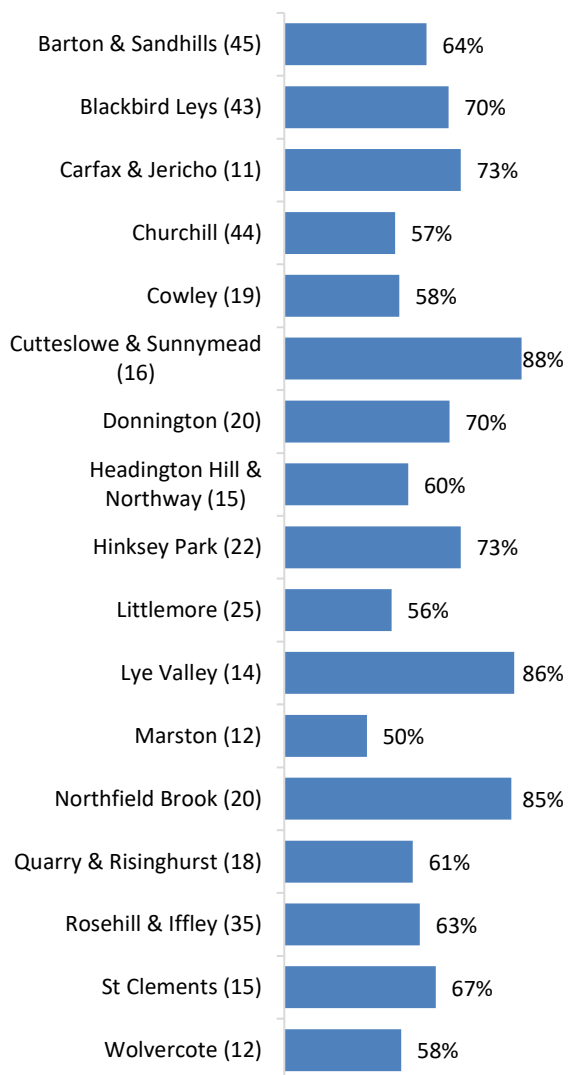 Barton & Sandhills (45) 64%
Blackbird Leys (43) 70%
Carfax & Jericho (11) 73%
Churchill (44) 57%
Cowley (19) 58%
Cutteslowe & Sunnymead
(16) 88%
Donnington (20) 70%
Headington Hill &
Northway (15) 60%
Hinksey Park (22) 73%
Littlemore (25) 56%
Lye Valley (14) 86%
Marston (12) 50%
Northfield Brook (20) 85%
Quarry & Risinghurst (18) 61%
Rosehill & Iffley (35) 63%
St Clements (15) 67%
Wolvercote (12) 58%